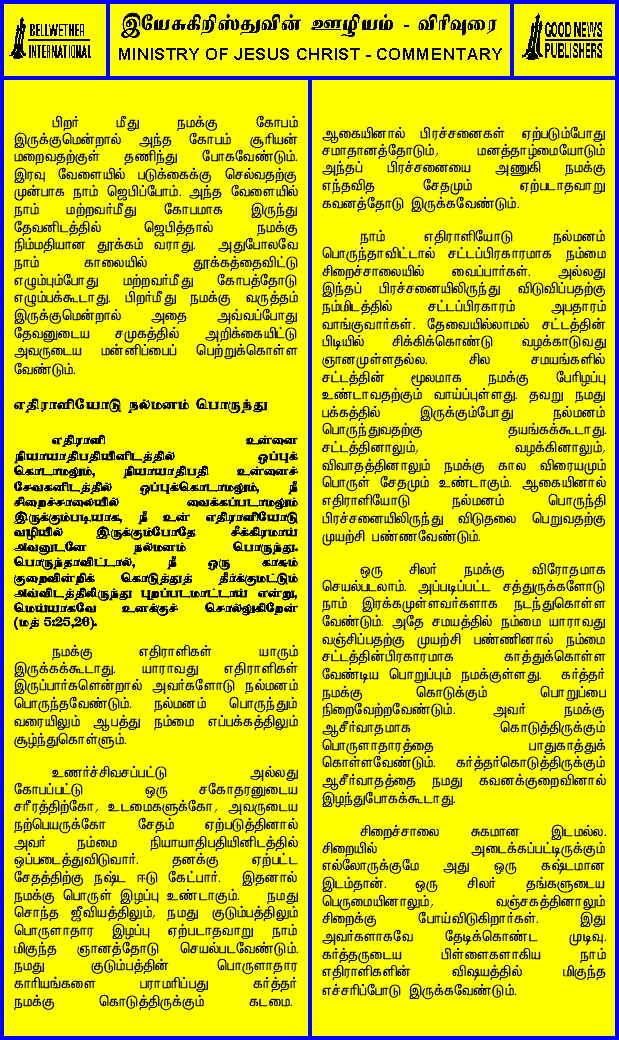 BELLWETHER
INTERNATIONAL
இயேசுகிறிஸ்துவின் ஊழியம் - விரிவுரை
MINISTRY OF JESUS CHRIST - COMMENTARY
GOOD NEWS
PUBLISHERS
பிறர் மீது நமக்கு கோபம்
இருக்குமென்றால் அந்த கோபம் சூரியன்
மறைவதற்குள் தணிந்து போகவேண்டும்.
இரவு வேளையில் படுக்கைக்கு செல்வதற்கு
முன்பாக நாம் ஜெபிப்போம். அந்த வேளையில்
நாம் மற்றவர்மீது கோபமாக இருந்து
தேவனிடத்தில் ஜெபித்தால் நமக்கு
நிம்மதியான தூக்கம் வராது. அதுபோலவே
நாம் காலையில் தூக்கத்தைவிட்டு
எழும்பும்போது மற்றவர்மீது கோபத்தோடு
எழும்பக்கூடாது. பிறர்மீது நமக்கு வருத்தம்
இருக்குமென்றால் அதை அவ்வப்போது
தேவனுடைய சமுகத்தில் அறிக்கையிட்டு
அவருடைய மன்னிப்பைப் பெற்றுக்கொள்ள
வேண்டும்.
எதிராளியோடு நல்மனம் பொருந்து
எதிராளி உன்னை
நியாயாதிபதியினிடத்தில் ஒப்புக்
கொடாமலும், நியாயாதிபதி உன்னைச்
சேவகனிடத்தில் ஒப்புக்கொடாமலும், நீ
சிறைச்சாலையில் வைக்கப்படாமலும்
இருக்கும்படியாக, நீ உன் எதிராளியோடு
வழியில் இருக்கும்போதே சீக்கிரமாய்
அவனுடனே நல்மனம் பொருந்து.
பொருந்தாவிட்டால், நீ ஒரு காசும்
குறைவின்றிக் கொடுத்துத் தீர்க்குமட்டும்
அவ்விடத்திலிருந்து புறப்படமாட்டாய் என்று,
மெய்யாகவே உனக்குச் சொல்லுகிறேன்
(மத் 5:25,26).
நமக்கு எதிராளிகள் யாரும்
இருக்கக்கூடாது. யாராவது எதிராளிகள்
இருப்பார்களென்றால் அவர்களோடு நல்மனம்
பொருந்தவேண்டும். நல்மனம் பொருந்தும்
வரையிலும் ஆபத்து நம்மை எப்பக்கத்திலும்
சூழ்ந்துகொள்ளும்.
உணர்ச்சிவசப்பட்டு அல்லது
கோபப்பட்டு ஒரு சகோதரனுடைய
சரீரத்திற்கோ, உடமைகளுக்கோ, அவருடைய
நற்பெயருக்கோ சேதம் ஏற்படுத்தினால்
அவர் நம்மை நியாயாதிபதியினிடத்தில்
ஒப்படைத்துவிடுவார். தனக்கு ஏற்பட்ட
சேதத்திற்கு நஷ்ட ஈடு கேட்பார். இதனால்
நமக்கு பொருள் இழப்பு உண்டாகும். நமது
சொந்த ஜீவியத்திலும், நமது குடும்பத்திலும்
பொருளாதார இழப்பு ஏற்படாதவாறு நாம்
மிகுந்த ஞானத்தோடு செயல்படவேண்டும்.
நமது குடும்பத்தின் பொருளாதார
காரியங்களை பராமரிப்பது கர்த்தர்
நமக்கு கொடுத்திருக்கும் கடமை.
ஆகையினால் பிரச்சனைகள் ஏற்படும்போது
சமாதானத்தோடும், மனத்தாழ்மையோடும்
அந்தப் பிரச்சனையை அணுகி நமக்கு
எந்தவித சேதமும் ஏற்படாதவாறு
கவனத்தோடு இருக்கவேண்டும்.
நாம் எதிராளியோடு நல்மனம்
பொருந்தாவிட்டால் சட்டப்பிரகாரமாக நம்மை
சிறைச்சாலையில் வைப்பார்கள். அல்லது
இந்தப் பிரச்சனையிலிருந்து விடுவிப்பதற்கு
நம்மிடத்தில் சட்டப்பிரகாரம் அபதாரம்
வாங்குவார்கள். தேவையில்லாமல் சட்டத்தின்
பிடியில் சிக்கிக்கொண்டு வழக்காடுவது
ஞானமுள்ளதல்ல. சில சமயங்களில்
சட்டத்தின் மூலமாக நமக்கு பேரிழப்பு
உண்டாவதற்கும் வாய்ப்புள்ளது. தவறு நமது
பக்கத்தில் இருக்கும்போது நல்மனம்
பொருந்துவதற்கு தயங்கக்கூடாது.
சட்டத்தினாலும், வழக்கினாலும்,
விவாதத்தினாலும் நமக்கு கால விரையமும்
பொருள் சேதமும் உண்டாகும். ஆகையினால்
எதிராளியோடு நல்மனம் பொருந்தி
பிரச்சனையிலிருந்து விடுதலை பெறுவதற்கு
முயற்சி பண்ணவேண்டும்.
ஒரு சிலர் நமக்கு விரோதமாக
செயல்படலாம். அப்படிப்பட்ட சத்துருக்களோடு
நாம் இரக்கமுள்ளவர்களாக நடந்துகொள்ள
வேண்டும். அதே சமயத்தில் நம்மை யாராவது
வஞ்சிப்பதற்கு முயற்சி பண்ணினால் நம்மை
சட்டத்தின்பிரகாரமாக காத்துக்கொள்ள
வேண்டிய பொறுப்பும் நமக்குள்ளது. கர்த்தர்
நமக்கு கொடுக்கும் பொறுப்பை
நிறைவேற்றவேண்டும். அவர் நமக்கு
ஆசீர்வாதமாக கொடுத்திருக்கும்
பொருளாதாரத்தை பாதுகாத்துக்
கொள்ளவேண்டும். கர்த்தர்கொடுத்திருக்கும்
ஆசீர்வாதத்தை நமது கவனக்குறைவினால்
இழந்துபோகக்கூடாது.
சிறைச்சாலை சுகமான இடமல்ல.
சிறையில் அடைக்கப்பட்டிருக்கும்
எல்லோருக்குமே அது ஒரு கஷ்டமான
இடம்தான். ஒரு சிலர் தங்களுடைய
பெருமையினாலும், வஞ்சகத்தினாலும்
சிறைக்கு போய்விடுகிறார்கள். இது
அவர்களாகவே தேடிக்கொண்ட முடிவு.
கர்த்தருடைய பிள்ளைகளாகிய நாம்
எதிராளிகளின் விஷயத்தில் மிகுந்த
எச்சரிப்போடு இருக்கவேண்டும்.